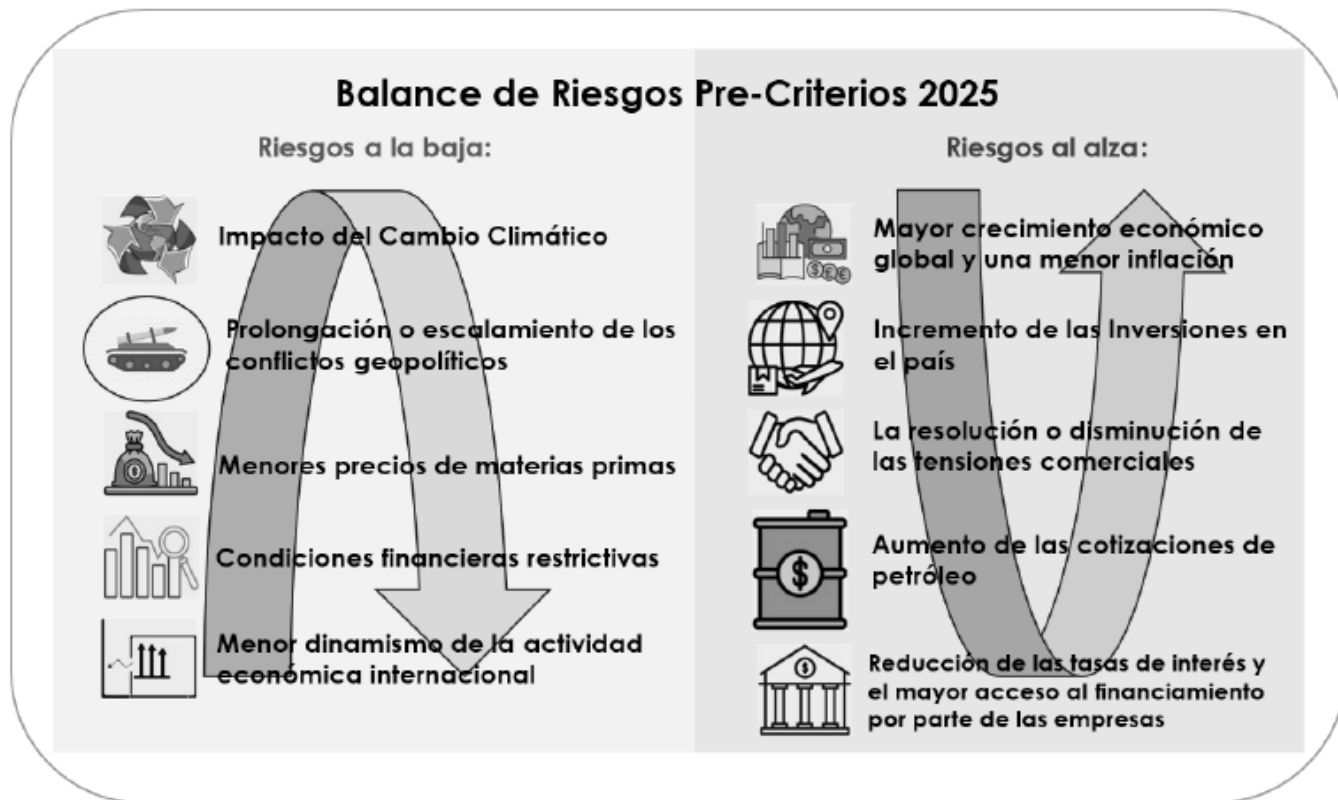 Balance de Riesgos Pre-Criterios 2025
Riesgos a la baja:
Impacto del Cambio Climático
Prolongación o escalamiento de los
conflictos geopolíticos
Menores precios de materias primas
Condiciones financieras restrictivas
Menor dinamismo de la actividad
económica internacional
Riesgos al alza:
Mayor crecimiento económico
global y una menor inflación
Incremento de las Inversiones en
el país
La resolución o disminución de
las tensiones comerciales
Aumento de las cotizaciones de
petróleo
Reducción de las tasas de interés y
el mayor acceso al financiamiento
por parte de las empresas